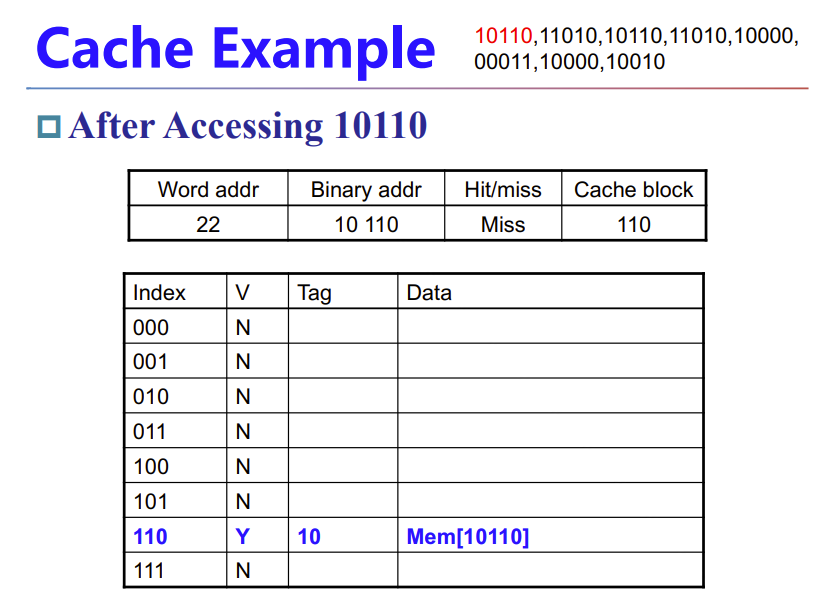 Cache Example
10110,11010,10110,11010,10000,
00011,10000,10010
After Accessing 10110
Word addr Binary addr Hit/miss Cache block
22 10 110 Miss 110
Index V Tag Data
000 N
001 N
010 N
011 N
100 N
101 N
110 Y 10 Mem[10110]
111 N